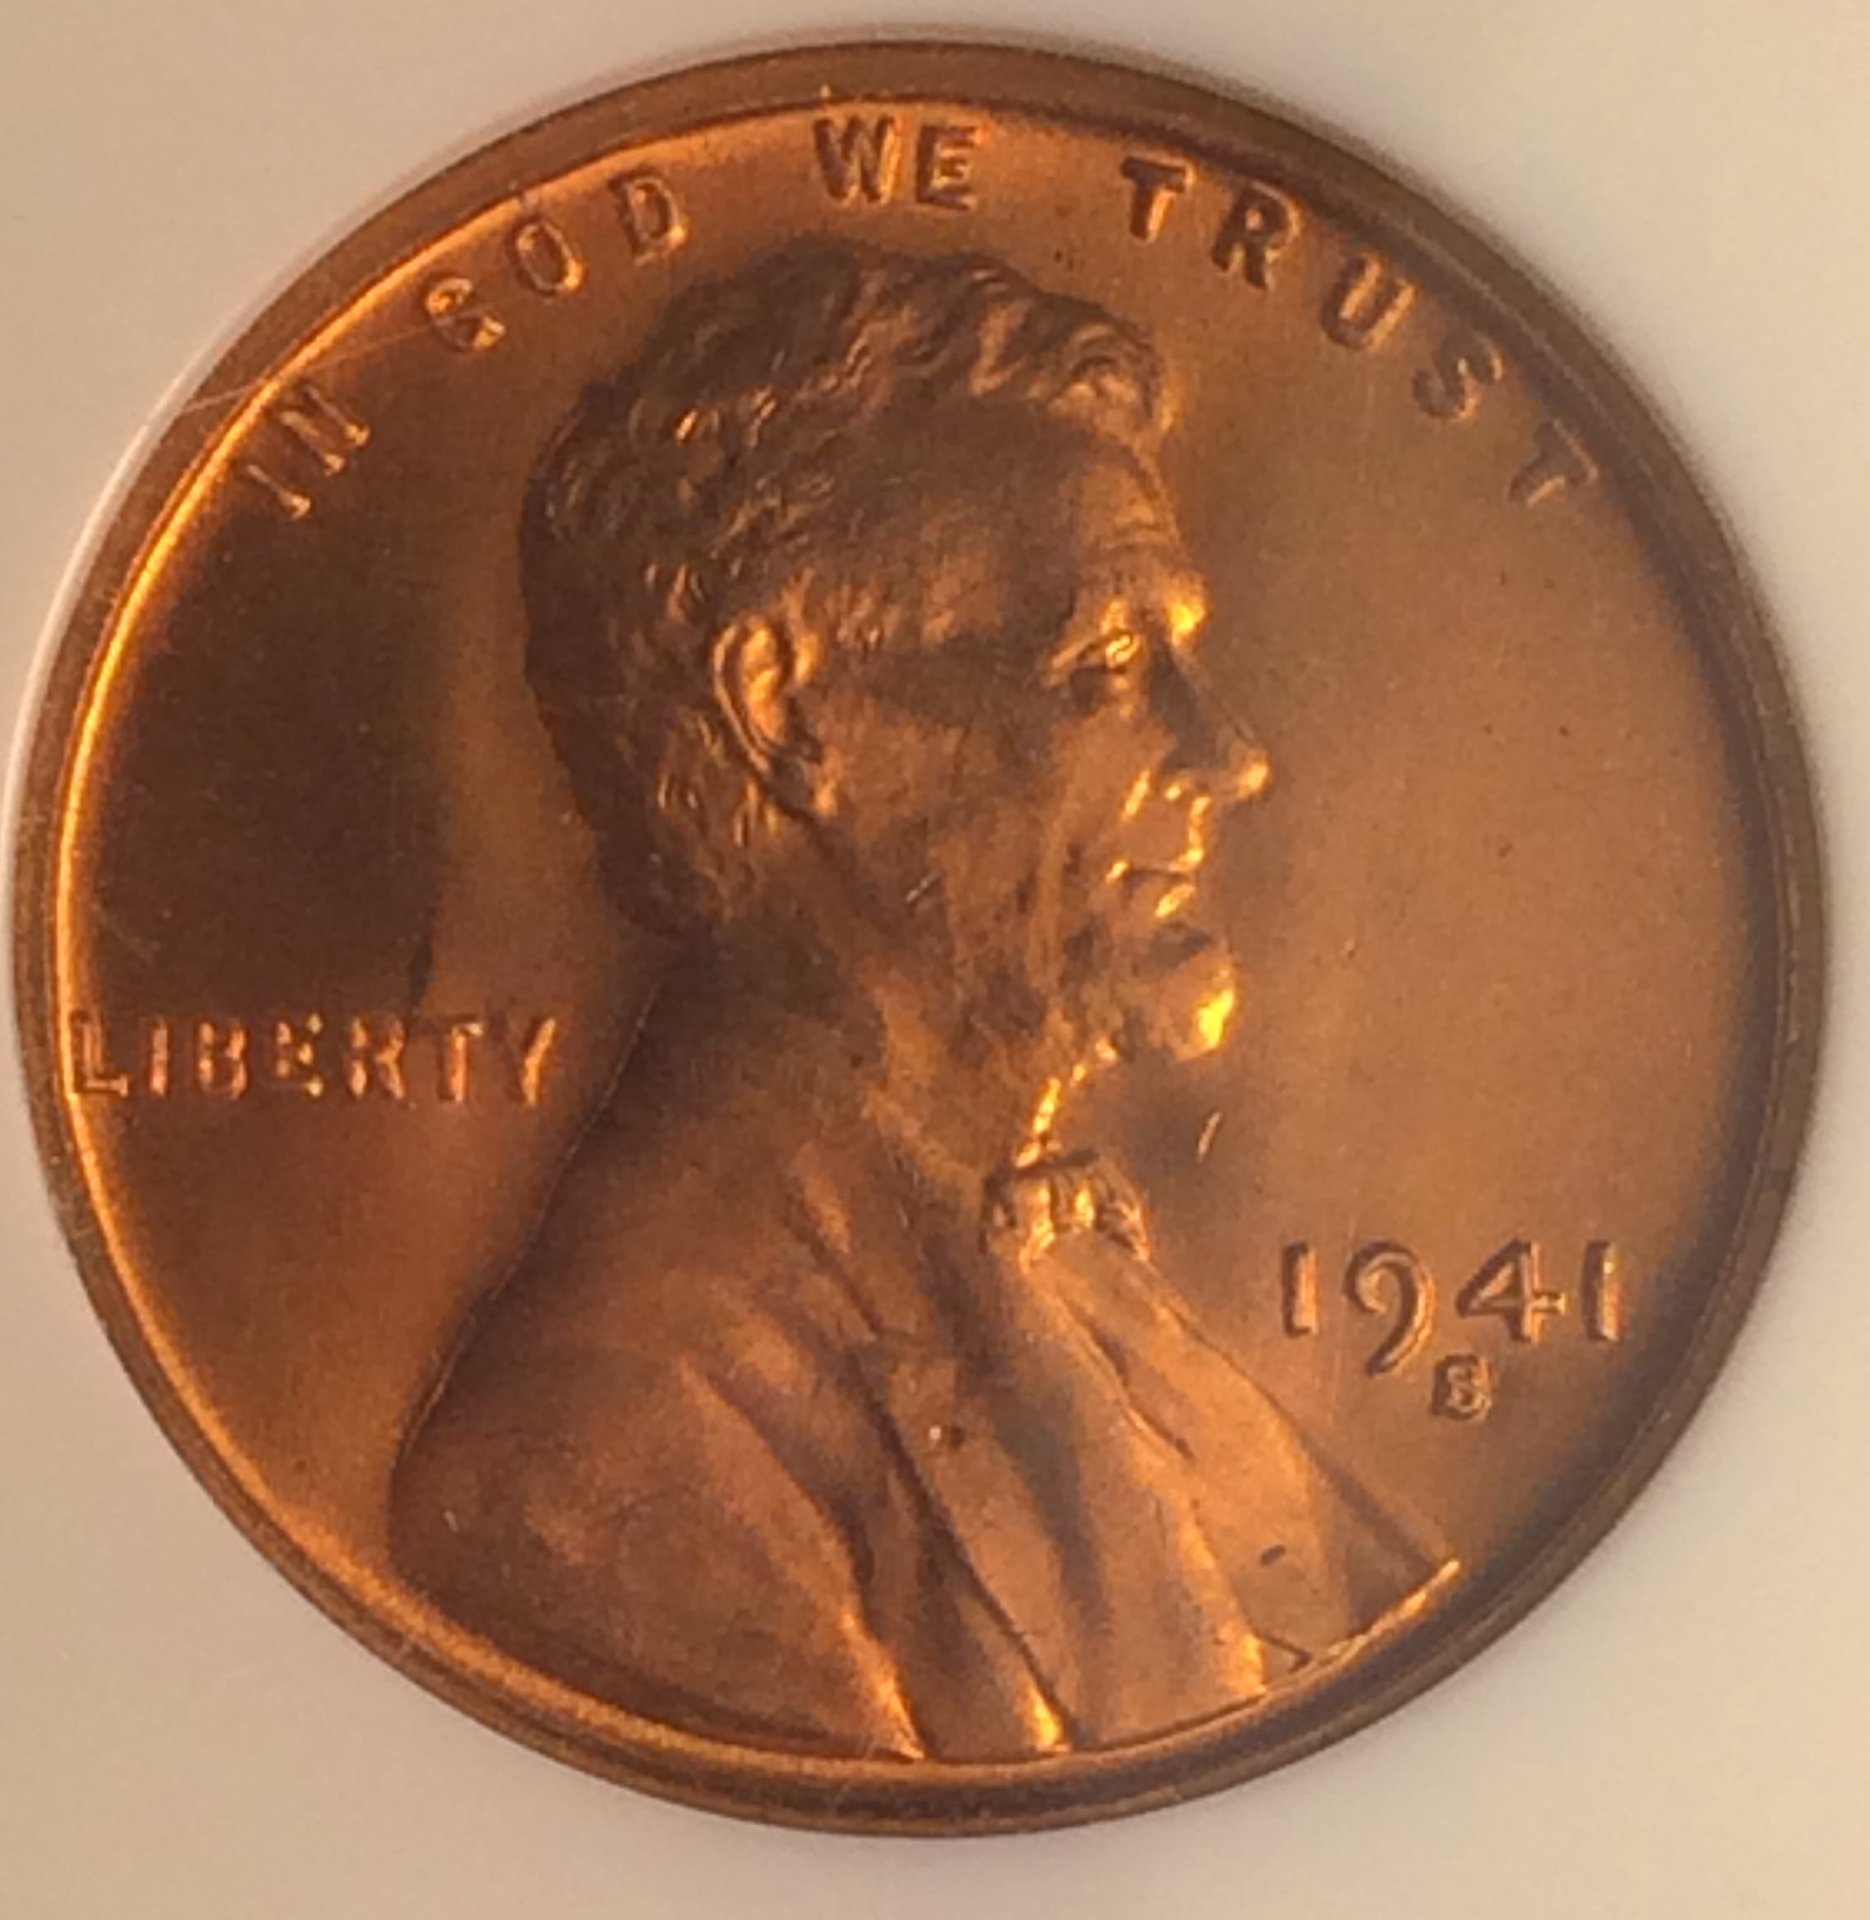 IN GOD WE TRUST
LIBERTY
1941
S